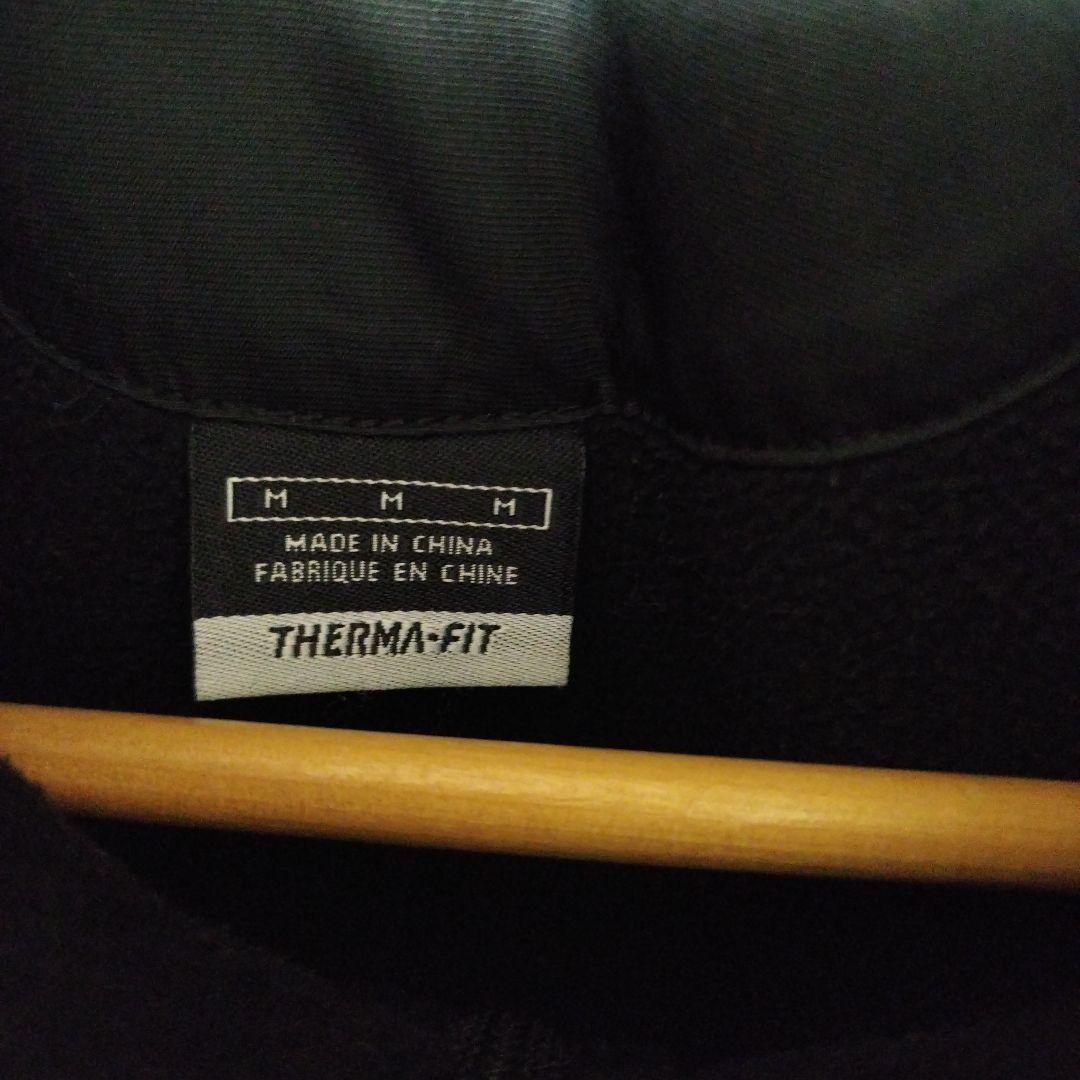 M M M
MADE IN CHINA
FABRIQUE EN CHINE
THERMA-FIT